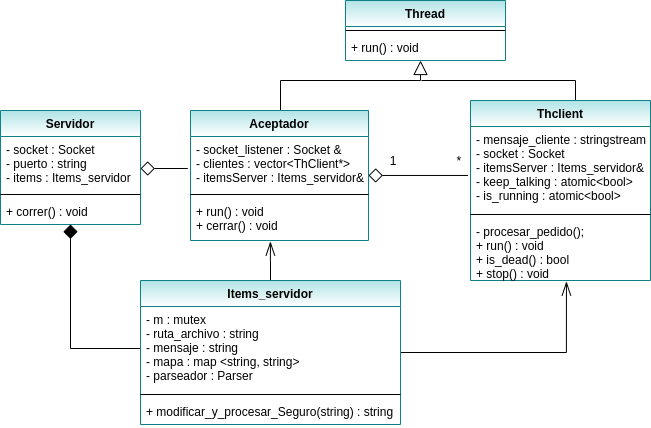 Thread
+ run() : void
Servidor
- socket : Socket
- puerto : string
- items : Items_servidor
+ correr() : void
Aceptador
- socket_listener : Socket &
- clientes : vector<ThClient*>
- itemsServer : Items_servidor&
+ run() : void
+ cerrar() : void
1
*
Thclient
- mensaje_cliente : stringstream
- socket : Socket
- itemsServer : Items_servidor&
- keep_talking : atomic<bool>
- is_running : atomic<bool>
- procesar_pedido();
+ run() : void
+ is_dead() : bool
+ stop() : void
Items_servidor
- m : mutex
- ruta_archivo : string
- mensaje : string
- mapa : map <string, string>
- parseador : Parser
+ modificar_y_procesar_Seguro(string) : string